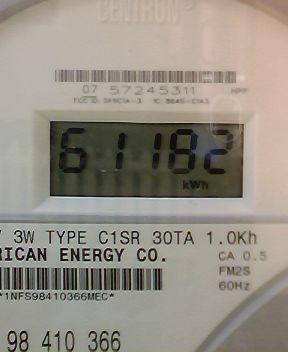 CENTRON®
07 57245311
61182
kWh
3W TYPE C1SR 30TA 1.0Kh
RICAN ENERGY CO. CA 0.5
FM2S
60Hz
*1NFS98410366MEC*
98 410 366